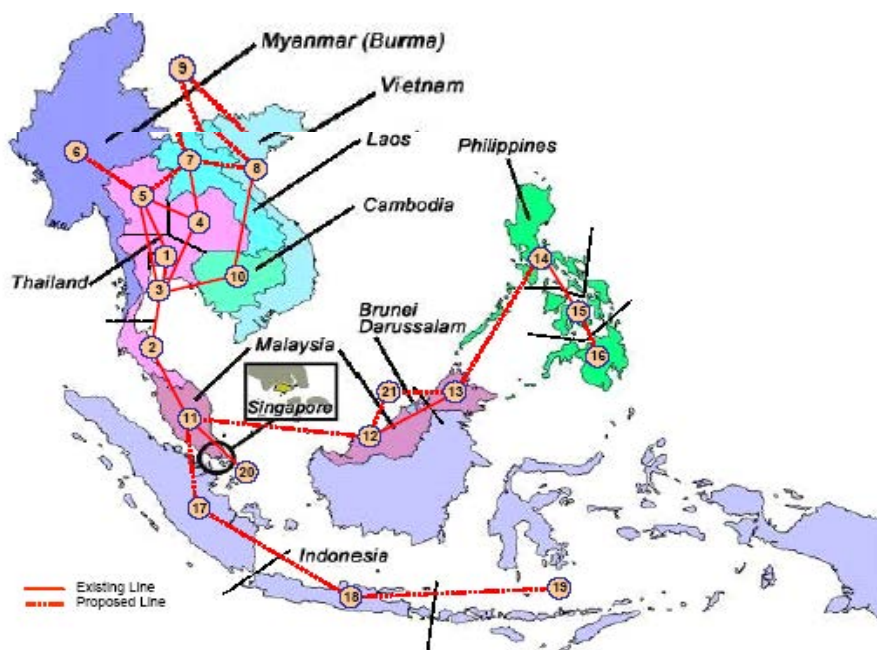 Myanmar (Burma)
9
Vietnam
6
7
8
Laos
Philippines
5
4
Cambodia
1
14
Thailand
10
3
Brunei
Darussalam
15
2
Malaysia
16
21
13
Singapore
11
12
20
17
Indonesia
Existing Line
Proposed Line
18
19